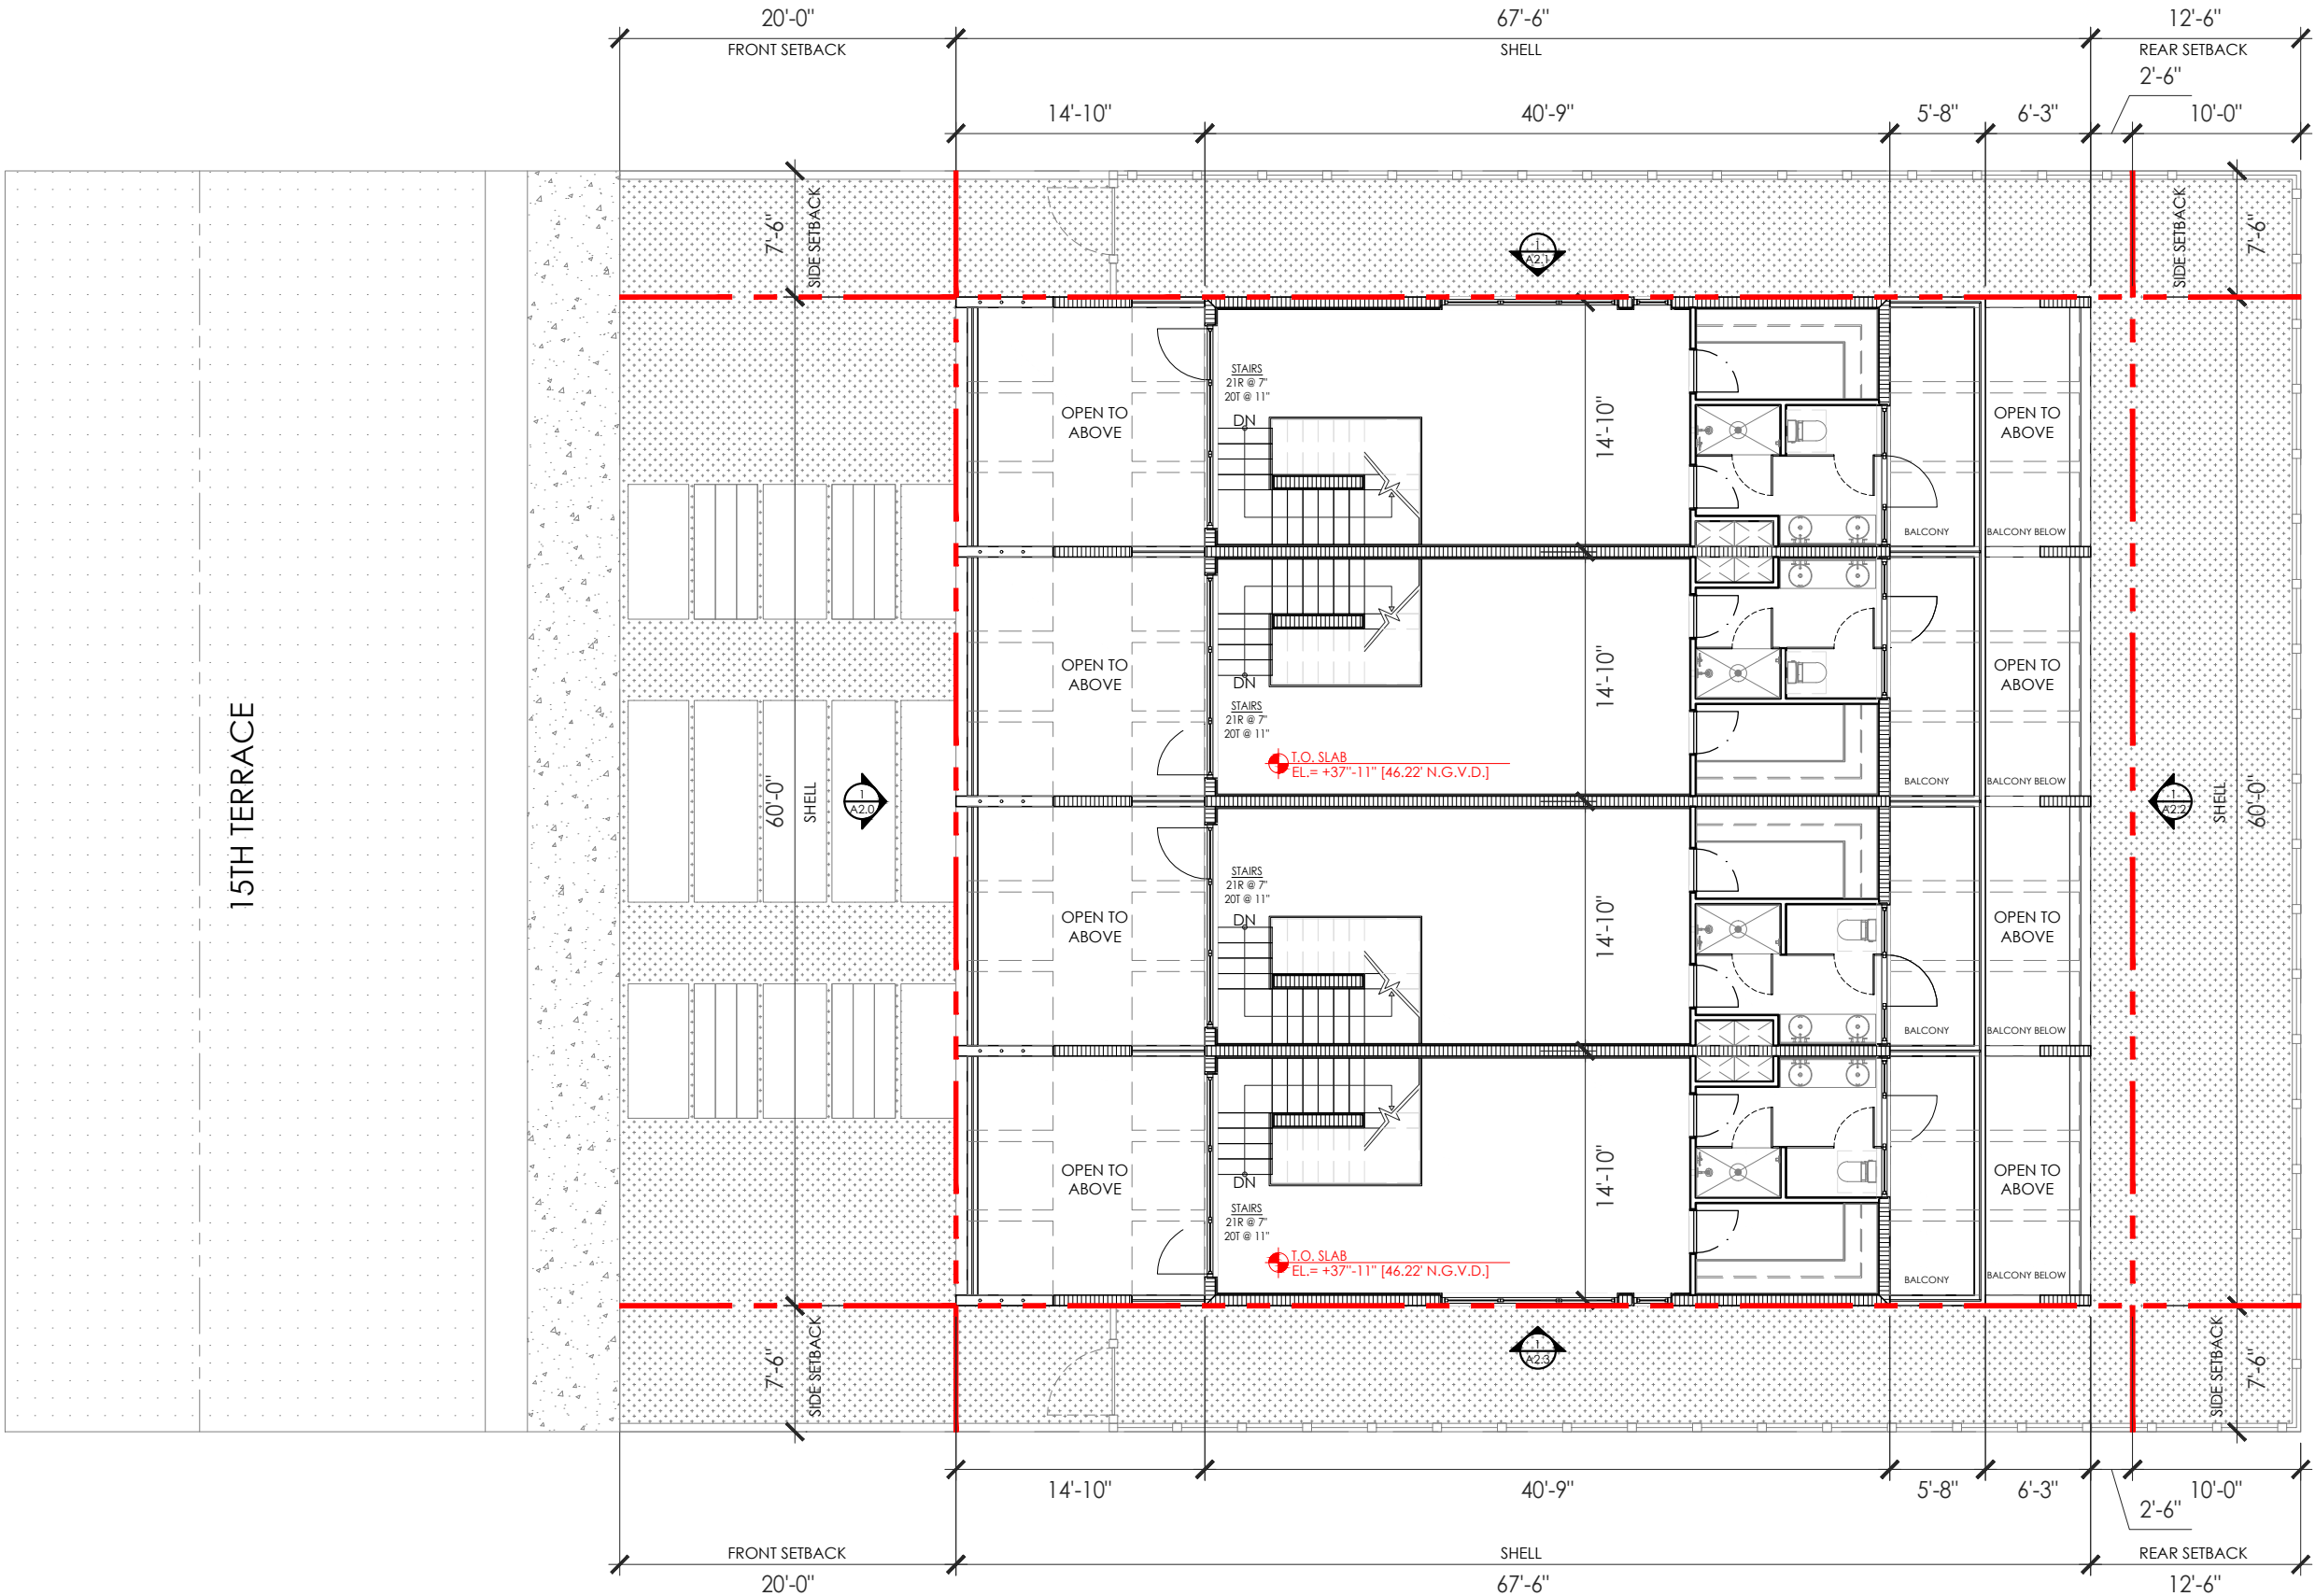 20'-0"
67'-6"
12'-6"
FRONT SETBACK
SHELL
REAR SETBACK
2'-6"
14'-10"
40'-9"
5'-8"
6'-3"
10'-0"
7'-6"
SIDE SETBACK
1
A2.1
SIDE SETBACK
7'-6"
STAIRS
21R @ 7"
20T @ 11"
DN
OPEN TO
ABOVE
14'-10"
OPEN TO
ABOVE
BALCONY
BALCONY BELOW
OPEN TO
ABOVE
14'-10"
OPEN TO
ABOVE
DN
STAIRS
21R @ 7"
20T @ 11"
T.O. SLAB
EL.= +37"-11" [46.22' N.G.V.D.]
BALCONY
BALCONY BELOW
15TH TERRACE
60'-0"
SHELL
1
A2.0
1
A2.2
SHELL
60'-0"
STAIRS
21R @ 7"
20T @ 11"
DN
OPEN TO
ABOVE
14'-10"
OPEN TO
ABOVE
BALCONY
BALCONY BELOW
OPEN TO
ABOVE
14'-10"
OPEN TO
ABOVE
DN
STAIRS
21R @ 7"
20T @ 11"
T.O. SLAB
EL.= +37"-11" [46.22' N.G.V.D.]
BALCONY
BALCONY BELOW
7'-6"
SIDE SETBACK
1
A2.3
SIDE SETBACK
7'-6"
14'-10"
40'-9"
5'-8"
6'-3"
10'-0"
2'-6"
FRONT SETBACK
SHELL
REAR SETBACK
20'-0"
67'-6"
12'-6"